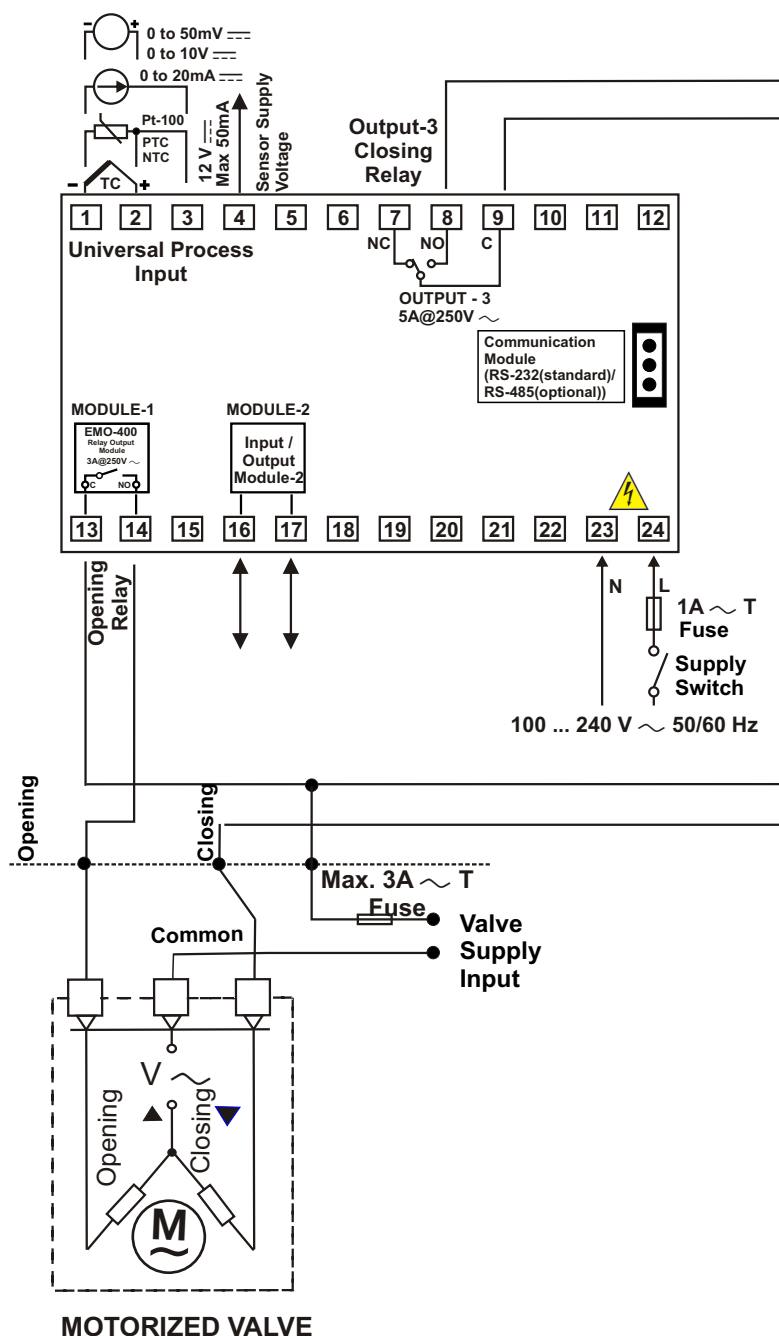 - +
0 to 50mV
0 to 10V
0 to 20mA
Pt-100
PTC
NTC
- TC +
12 V
Max 50mA
Sensor Supply
Voltage
Output-3
Closing
Relay
1 2 3 4 5 6 7 8 9 10 11 12
Universal Process
Input
NC NO C
OUTPUT - 3
5A@250V ~
Communication
Module
(RS-232(standard)/
RS-485(optional))
MODULE-1
EMO-400
Relay Output
Module
3A@250V ~
C NO
MODULE-2
Input /
Output
Module-2
13 14 15 16 17 18 19 20 21 22 23 24
Opening
Relay
N L
1A ~ T
Fuse
Supply
Switch
100 ... 240 V ~ 50/60 Hz
Opening
Closing
Max. 3A ~ T
Fuse
Common
Valve
Supply
Input
V ~
Opening
Closing
M
~
MOTORIZED VALVE